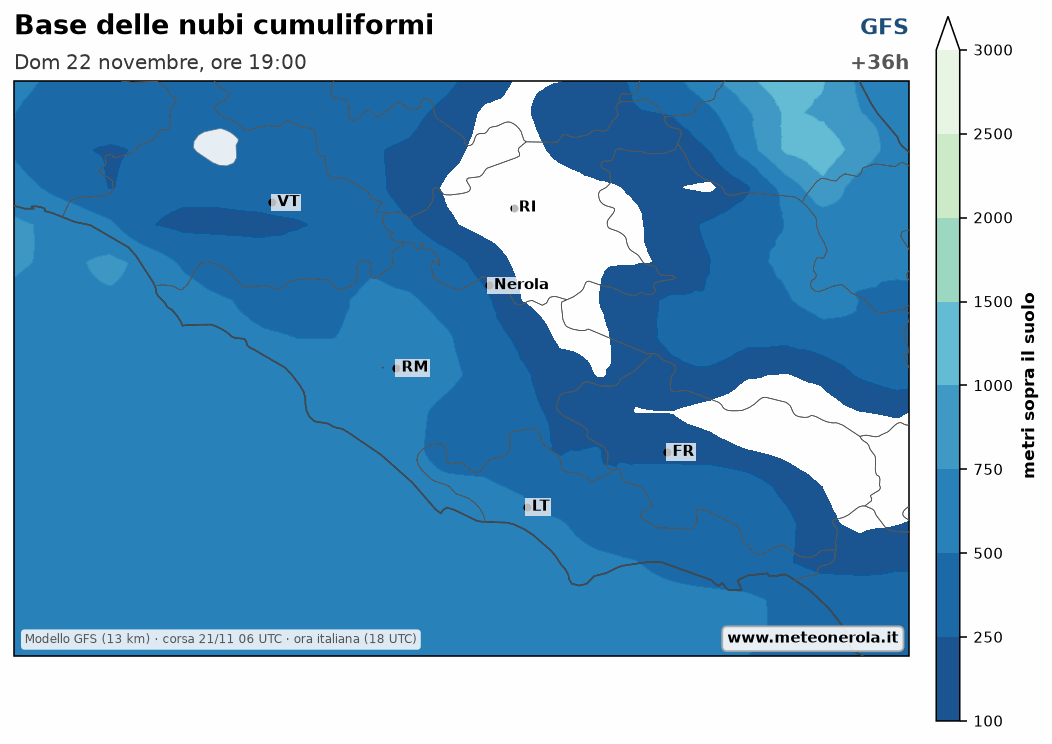 Base delle nubi cumuliformi
GFS
Dom 22 novembre, ore 19:00
+36h
3000
2500
2000
1500
1000
750
500
250
100
metri sopra il suolo
VT
RI
Nerola
RM
FR
LT
Modello GFS (13 km) · corsa 21/11 06 UTC · ora italiana (18 UTC)
www.meteonerola.it